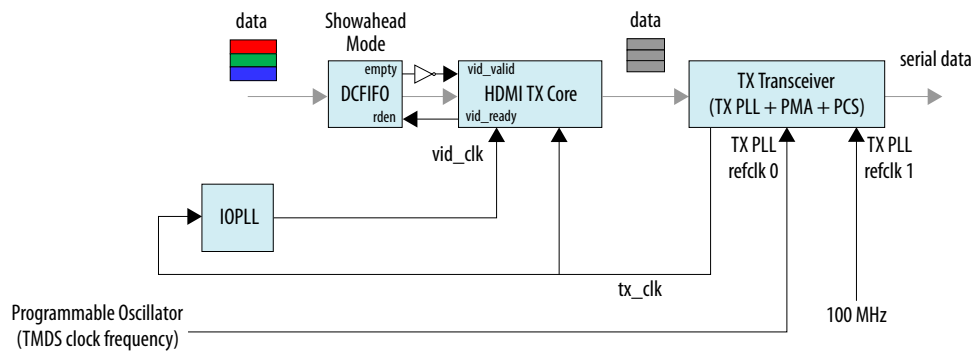 data
Showahead
Mode
data
empty
vid_valid
DCFIFO
HDMI TX Core
rden
vid_ready
TX Transceiver
(TX PLL + PMA + PCS)
serial data
vid_clk
TX PLL
refclk 0
TX PLL
refclk 1
IOPLL
tx_clk
Programmable Oscillator
(TMDS clock frequency)
100 MHz